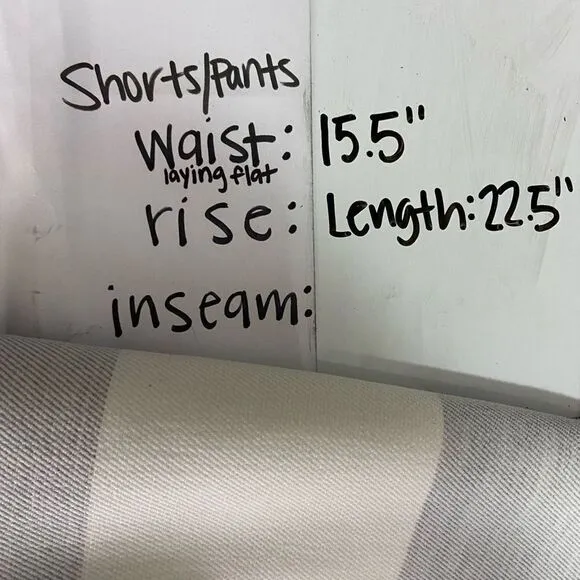 Shorts/Pants
Waist: 15.5"
laying flat
rise: Length: 22.5"
inseam: